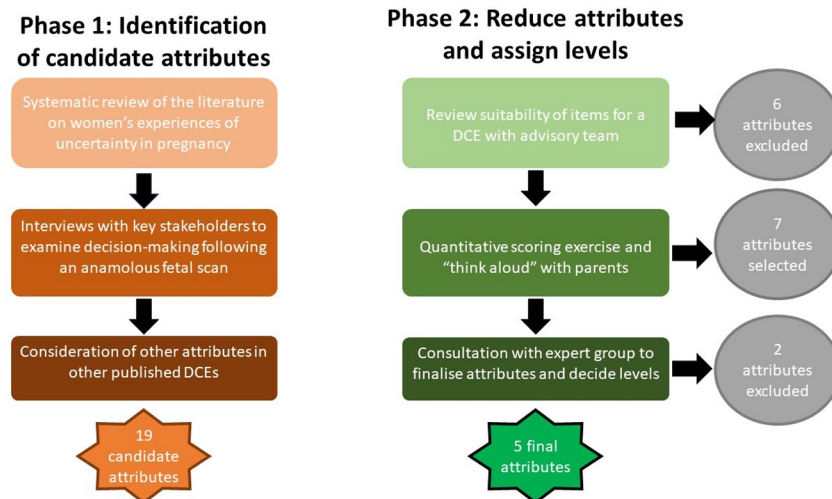 Phase 1: Identification
of candidate attributes
Systematic review of the literature
on women's experiences of
uncertainty in pregnancy
Interviews with key stakeholders to
examine decision-making following
an anamolous fetal scan
Consideration of other attributes in
other published DCEs
19
candidate
attributes
Phase 2: Reduce attributes
and assign levels
Review suitability of items for a
DCE with advisory team
6
attributes
excluded
Quantitative scoring exercise and
“think aloud” with parents
7
attributes
selected
Consultation with expert group to
finalise attributes and decide levels
2
attributes
excluded
5 final
attributes